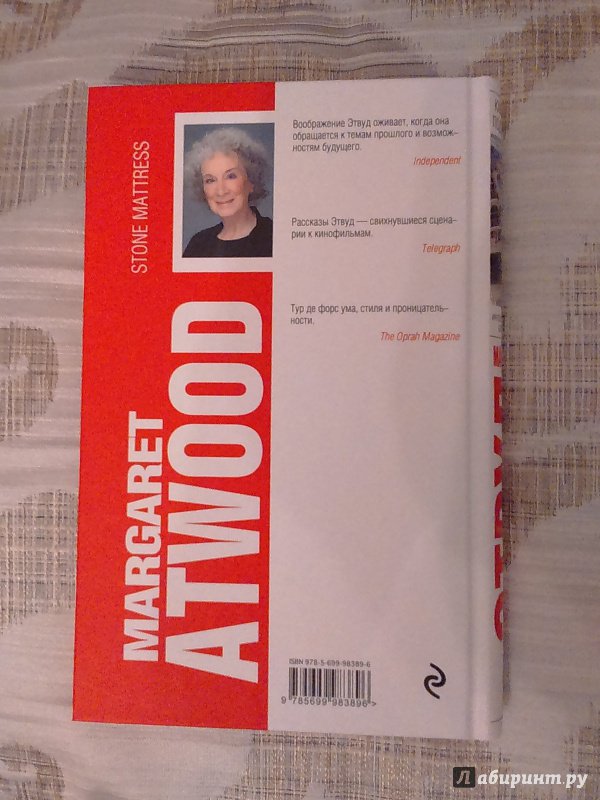 STONE MATTRESS
MARGARET
ATWOOD
Воображение Этвуд оживает, когда она
обращается к темам прошлого и возмож-
ностям будущего.
Independent
Рассказы Этвуд — свихнувшиеся сцена-
рии к кинофильмам.
Telegraph
Тур де форс ума, стиля и проницатель-
ности.
The Oprah Magazine
ISBN 978-5-699-98389-6
9 785699 983896 >
Лабиринт.ру